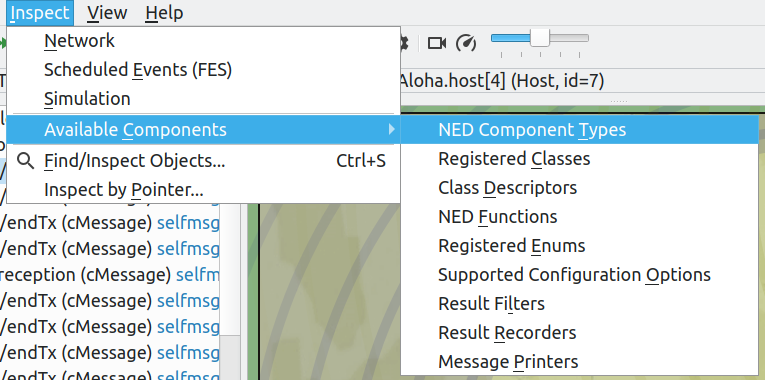 Inspect View Help
Network
Scheduled Events (FES)
Simulation
Aloha.host[4] (Host, id=7)
Available Components
Find/Inspect Objects... Ctrl+S
Inspect by Pointer...
NED Component Types
Registered Classes
Class Descriptors
NED Functions
Registered Enums
Supported Configuration Options
Result Filters
Result Recorders
Message Printers
/endTx (cMessage) selfmsg
/endTx (cMessage) selfmsg
reception (cMessage) selfmsg
/endTx (cMessage) selfmsg
/endTx (cMessage) selfmsg
/endTx (cMessage) selfmsg
/endTx (cMessage) selfmsg